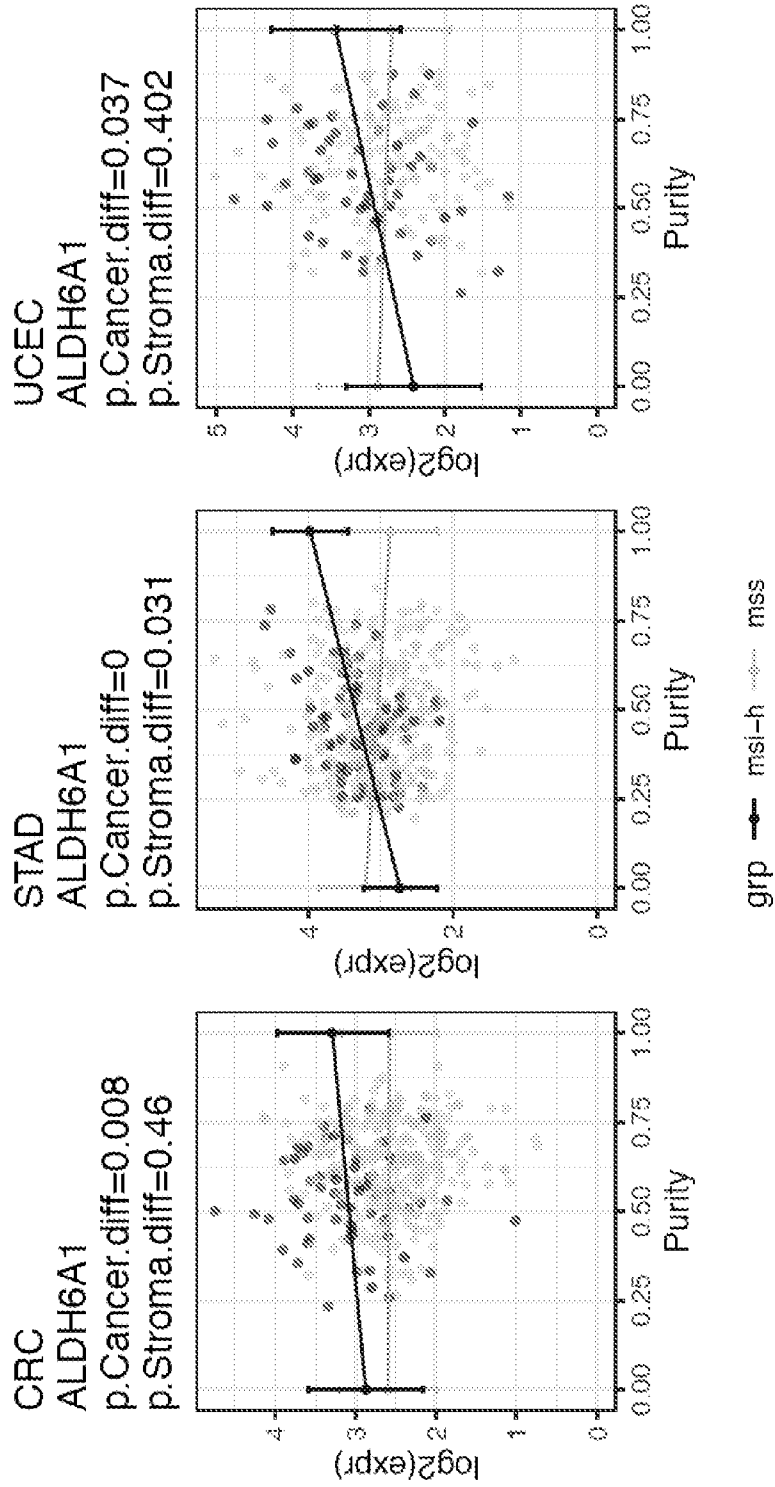 CRC
ALDH6A1
p.Cancer.diff=0.008
p.Stroma.diff=0.46
log2(expr)
4
3
2
1
0
0.00
0.25
0.50
0.75
1.00
Purity
STAD
ALDH6A1
p.Cancer.diff=0
p.Stroma.diff=0.031
log2(expr)
4
2
0
0.00
0.25
0.50
0.75
1.00
Purity
UCEC
ALDH6A1
p.Cancer.diff=0.037
p.Stroma.diff=0.402
log2(expr)
5
4
3
2
1
0
0.00
0.25
0.50
0.75
1.00
Purity
grp msi-h mss